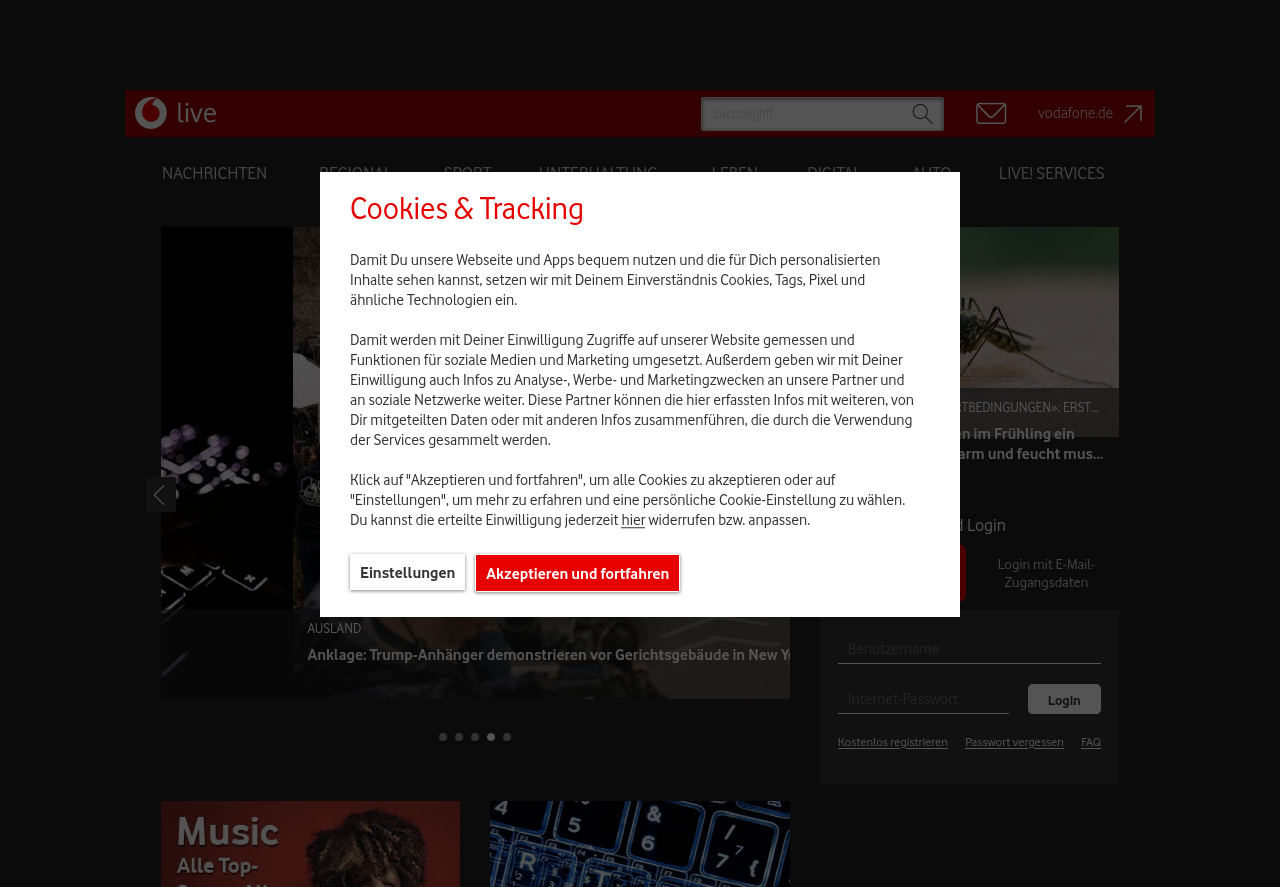 live
Suchbegriff
vodafone.de
NACHRICHTEN
REGIONAL
SPORT
UNTERHALTUNG
LEBEN
DIGITAL
AUTO
LIVE! SERVICES
Cookies & Tracking
Damit Du unsere Webseite und Apps bequem nutzen und die für Dich personalisierten
Inhalte sehen kannst, setzen wir mit Deinem Einverständnis Cookies, Tags, Pixel und
ähnliche Technologien ein.
Damit werden mit Deiner Einwilligung Zugriffe auf unserer Website gemessen und
Funktionen für soziale Medien und Marketing umgesetzt. Außerdem geben wir mit Deiner
Einwilligung auch Infos zu Analyse-, Werbe- und Marketingzwecken an unsere Partner und
an soziale Netzwerke weiter. Diese Partner können die hier erfassten Infos mit weiteren, von
Dir mitgeteilten Daten oder mit anderen Infos zusammenführen, die durch die Verwendung
der Services gesammelt werden.
Klick auf "Akzeptieren und fortfahren", um alle Cookies zu akzeptieren oder auf
"Einstellungen", um mehr zu erfahren und eine persönliche Cookie-Einstellung zu wählen.
Du kannst die erteilte Einwilligung jederzeit hier widerrufen bzw. anpassen.
Einstellungen
Akzeptieren und fortfahren
TBEDINGUNGEN»: ERST...
en im Frühling ein
arm und feucht mus...
d Login
Login mit E-Mail-
Zugangsdaten
AUSLAND
Anklage: Trump-Anhänger demonstrieren vor Gerichtsgebäude in New Yo
Benutzername
Internet-Passwort
Login
Kostenlos registrieren
Passwort vergessen
FAQ
Music
Alle Top-